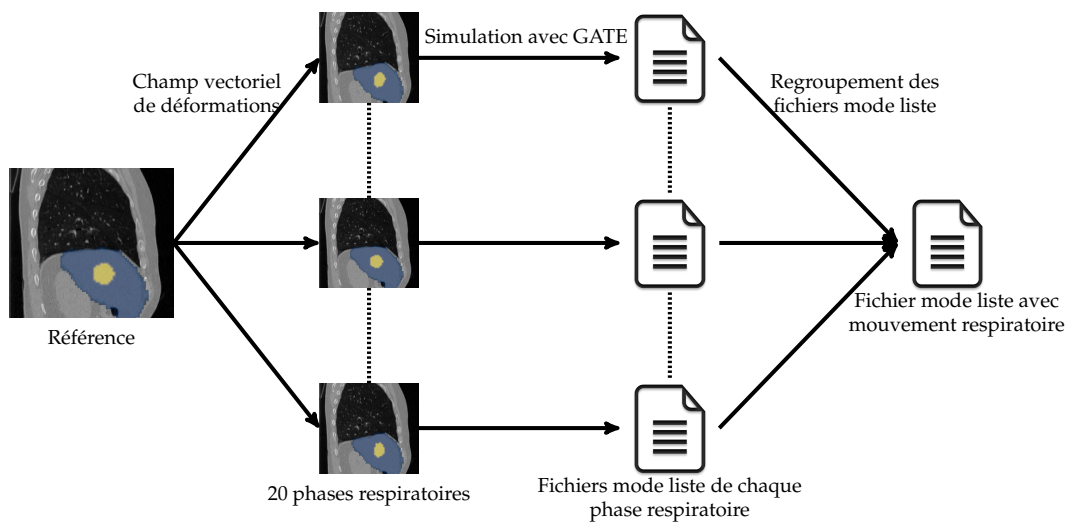 Simulation avec GATE
Champ vectoriel
de déformations
Regroupement des
fichiers mode liste
Référence
Fichier mode liste avec
mouvement respiratoire
20 phases respiratoires
Fichiers mode liste de chaque
phase respiratoire